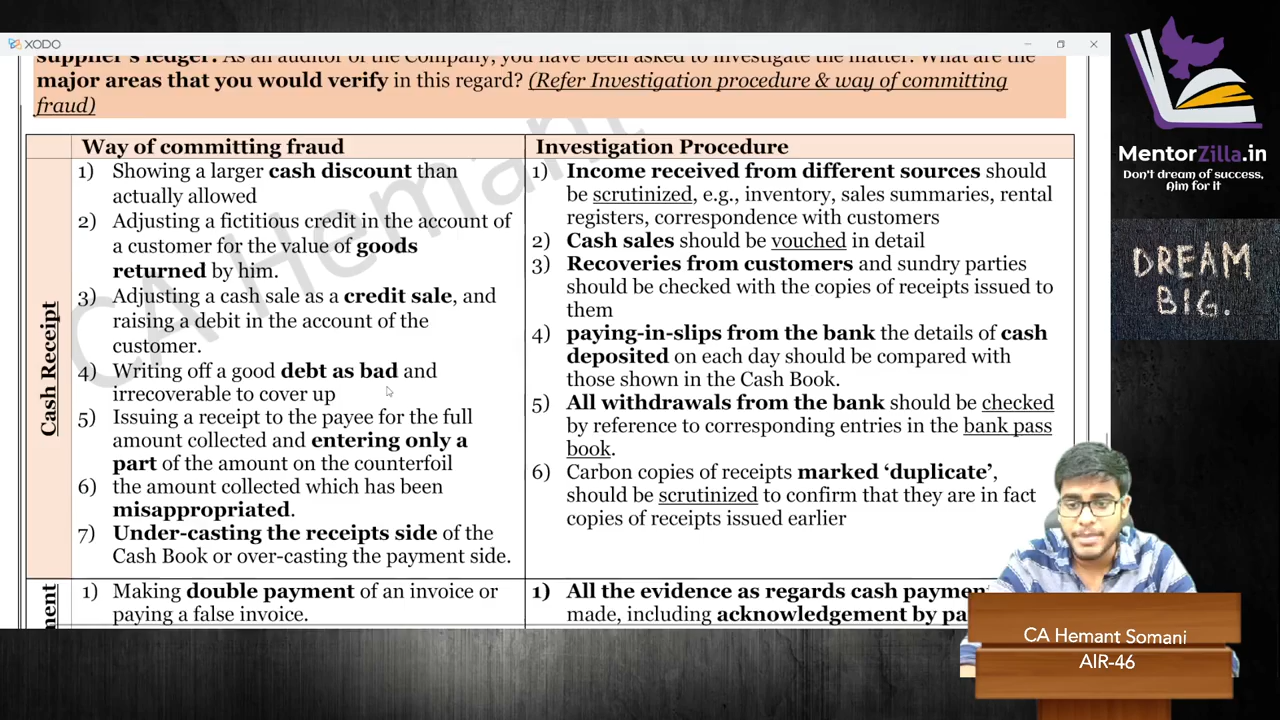 XODO
supplier's ledger. As an auditor of the Company, you have been asked to investigate the matter. What are the
major areas that you would verify in this regard? (Refer Investigation procedure & way of committing
fraud)
Way of committing fraud
Investigation Procedure
Cash Receipt
1) Showing a larger cash discount than
actually allowed
2) Adjusting a fictitious credit in the account of
a customer for the value of goods
returned by him.
3) Adjusting a cash sale as a credit sale, and
raising a debit in the account of the
customer.
4) Writing off a good debt as bad and
irrecoverable to cover up
5) Issuing a receipt to the payee for the full
amount collected and entering only a
part of the amount on the counterfoil
6) the amount collected which has been
misappropriated.
7) Under-casting the receipts side of the
Cash Book or over-casting the payment side.
1) Income received from different sources should
be scrutinized, e.g., inventory, sales summaries, rental
registers, correspondence with customers
2) Cash sales should be vouched in detail
3) Recoveries from customers and sundry parties
should be checked with the copies of receipts issued to
them
4) paying-in-slips from the bank the details of cash
deposited on each day should be compared with
those shown in the Cash Book.
5) All withdrawals from the bank should be checked
by reference to corresponding entries in the bank pass
book.
6) Carbon copies of receipts marked 'duplicate',
should be scrutinized to confirm that they are in fact
copies of receipts issued earlier
1) Making double payment of an invoice or
paying a false invoice.
1) All the evidence as regards cash paymen
made, including acknowledgement by pa
CA Hemant
MentorZilla.in
Don't dream of success,
Aim for it
DREAM
BIG.
CA Hemant Somani
AIR-46